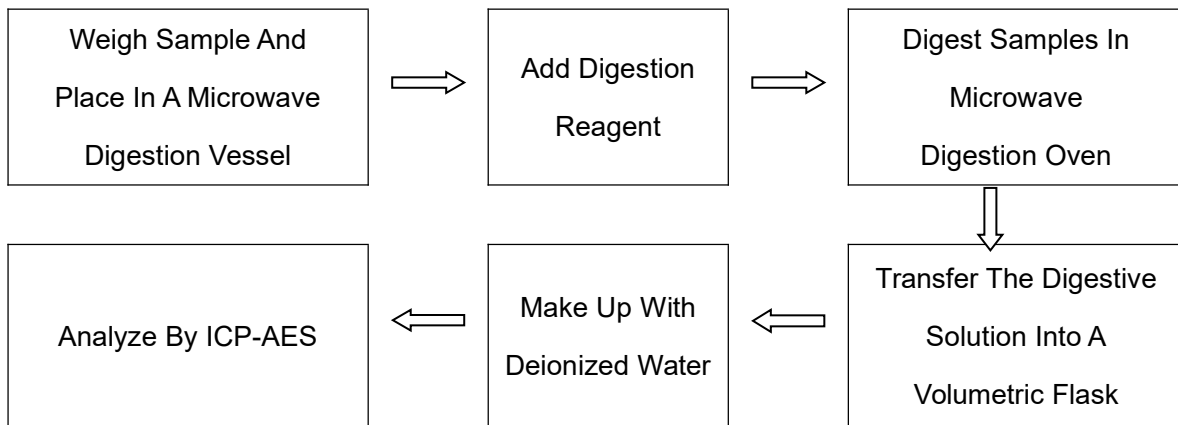 Weigh Sample And
Place In A Microwave
Digestion Vessel
Add Digestion
Reagent
Digest Samples In
Microwave
Digestion Oven
Transfer The Digestive
Solution Into A
Volumetric Flask
Make Up With
Deionized Water
Analyze By ICP-AES